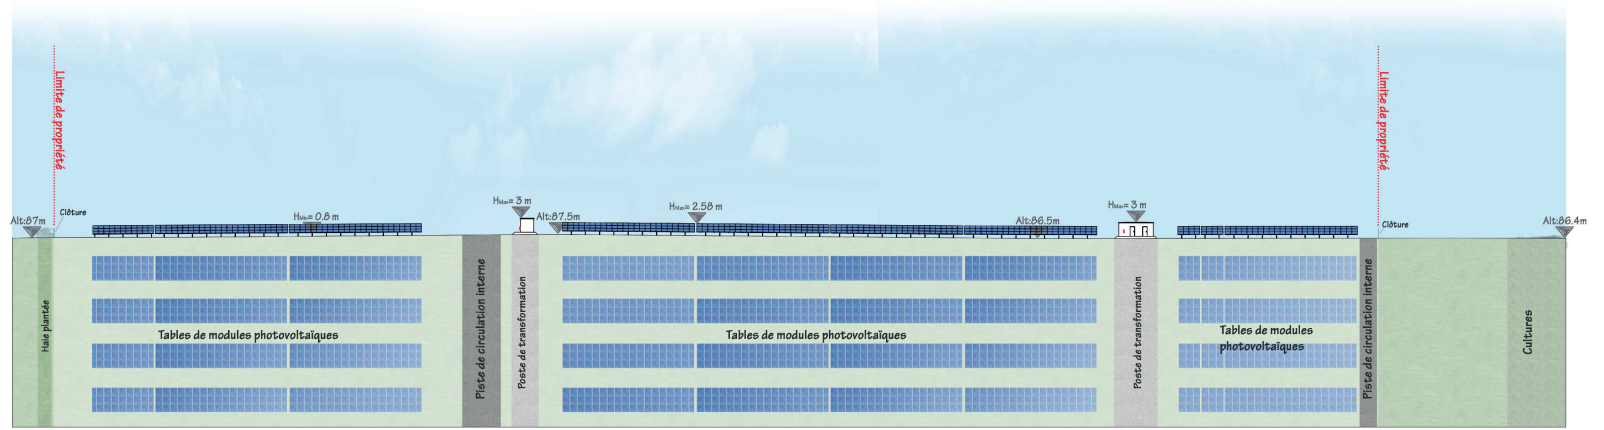 Limite de propriété
Limite de propriété
HMax= 3 m
HMax= 2.58 m
HMax= 3 m
Alt:87m
Clôture
HMin= 0.8 m
Alt:87.5m
Alt:86.5m
Clôture
Alt:86.4m
Haie plantée
Tables de modules photovoltaïques
Piste de circulation interne
Poste de transformation
Tables de modules photovoltaïques
Poste de transformation
Tables de modules
photovoltaïques
Piste de circulation interne
Cultures